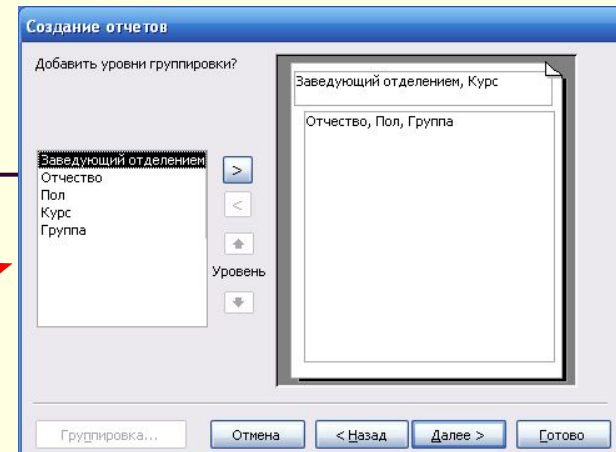 Создание отчетов
Добавить уровни группировки?
Заведующий отделением, Курс
Отчество, Пол, Группа
Заведующий отделением
Отчество
Пол
Курс
Группа
>
<
Уровень
Группировка...
Отмена
< Назад
Далее >
Готово